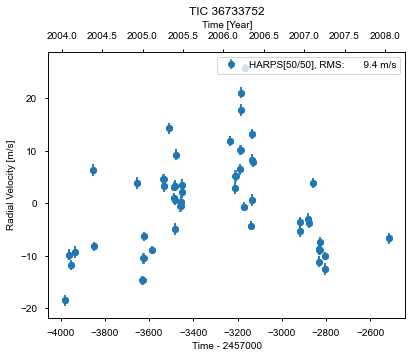 TIC 36733752
Time [Year]
2004.0 2004.5 2005.0 2005.5 2006.0 2006.5 2007.0 2007.5 2008.0
HARPS[50/50], RMS: 9.4 m/s
Radial Velocity [m/s]
20
10
0
−10
−20
−4000 −3800 −3600 −3400 −3200 −3000 −2800 −2600
Time - 2457000